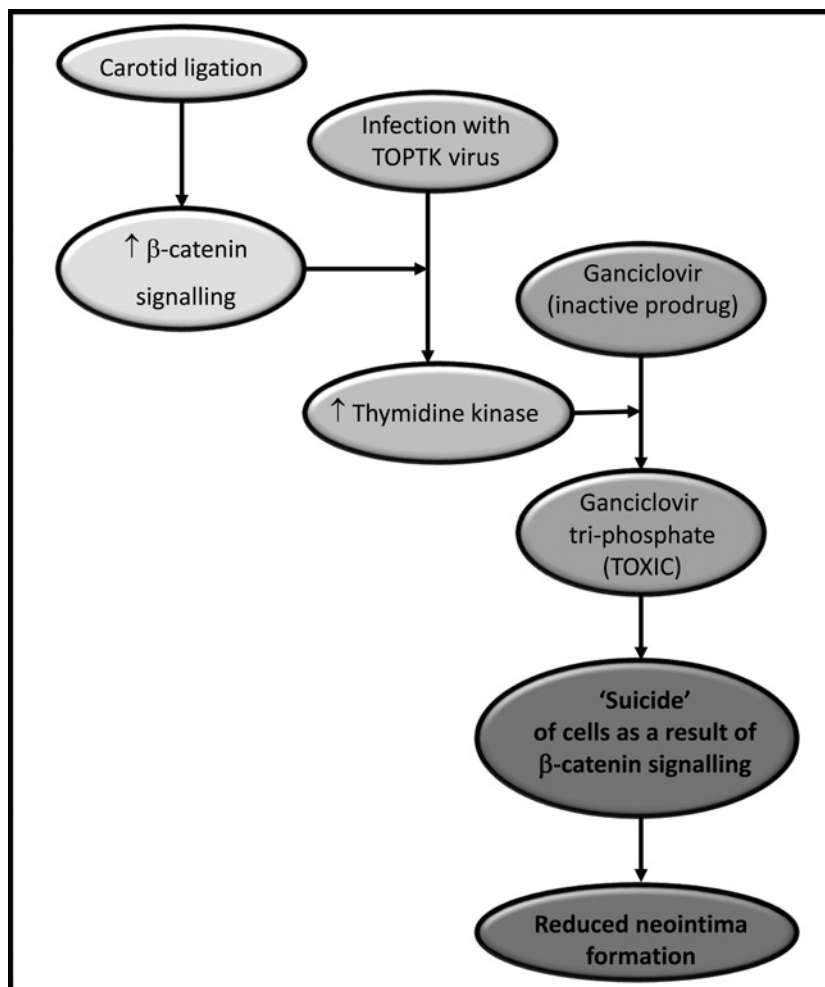 Carotid ligation
Infection with
TOPTK virus
↑ β-catenin
signalling
Ganciclovir
(inactive prodrug)
↑ Thymidine kinase
Ganciclovir
tri-phosphate
(TOXIC)
‘Suicide’
of cells as a result of
β-catenin signalling
Reduced neointima
formation